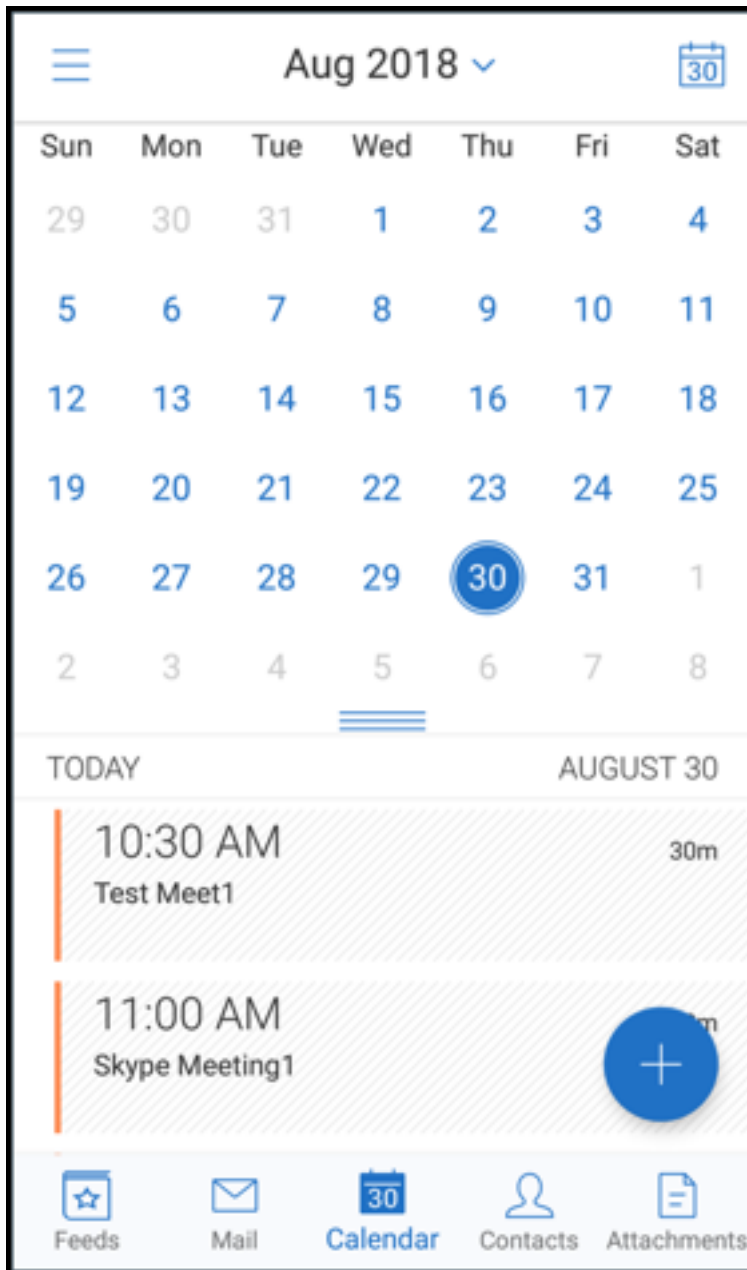 Aug 2018 30
Sun Mon Tue Wed Thu Fri Sat
29 30 31 1 2 3 4
5 6 7 8 9 10 11
12 13 14 15 16 17 18
19 20 21 22 23 24 25
26 27 28 29 30 31 1
2 3 4 5 6 7 8
TODAY AUGUST 30
10:30 AM 30m
Test Meet1
11:00 AM
Skype Meeting1
30
Feeds Mail Calendar Contacts Attachments